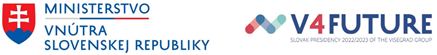 MINISTERSTVO
VNÚTRA
SLOVENSKEJ REPUBLIKY
V4FUTURE
SLOVAK PRESIDENCY 2022/2023 OF THE VISEGRAD GROUP